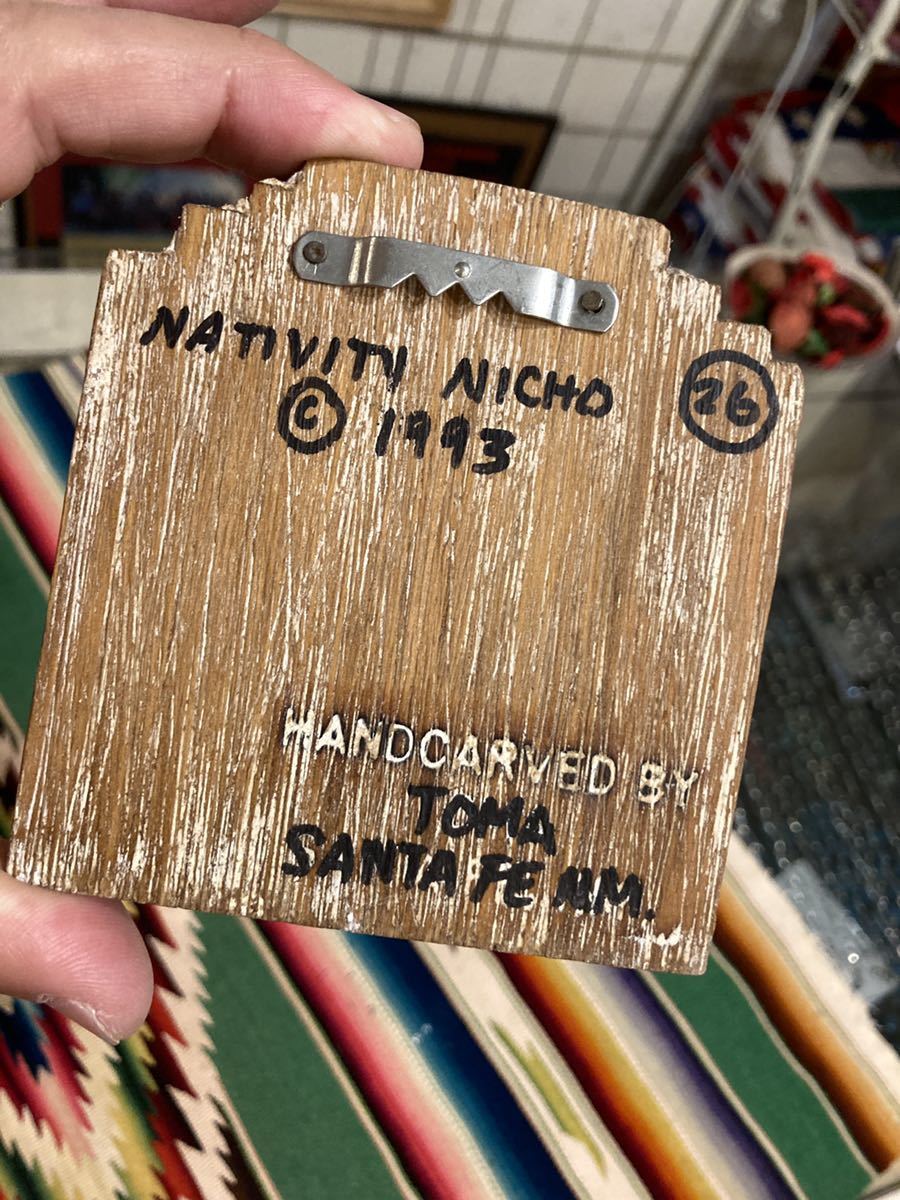 NATIVITY NICHO
26
© 1993
HANDCARVED BY
TOMA
SANTA FE NM.